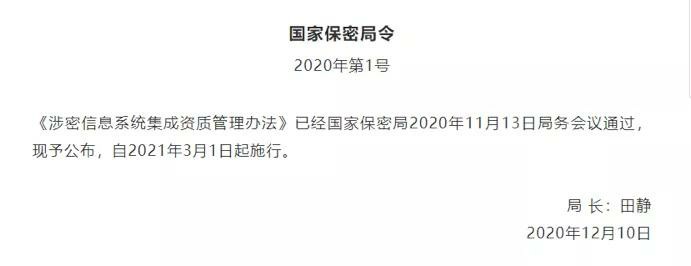 国家保密局令
2020年第1号
《涉密信息系统集成资质管理办法》已经国家保密局2020年11月13日局务会议通过，
现予公布，自2021年3月1日起施行。
局 长：田静
2020年12月10日